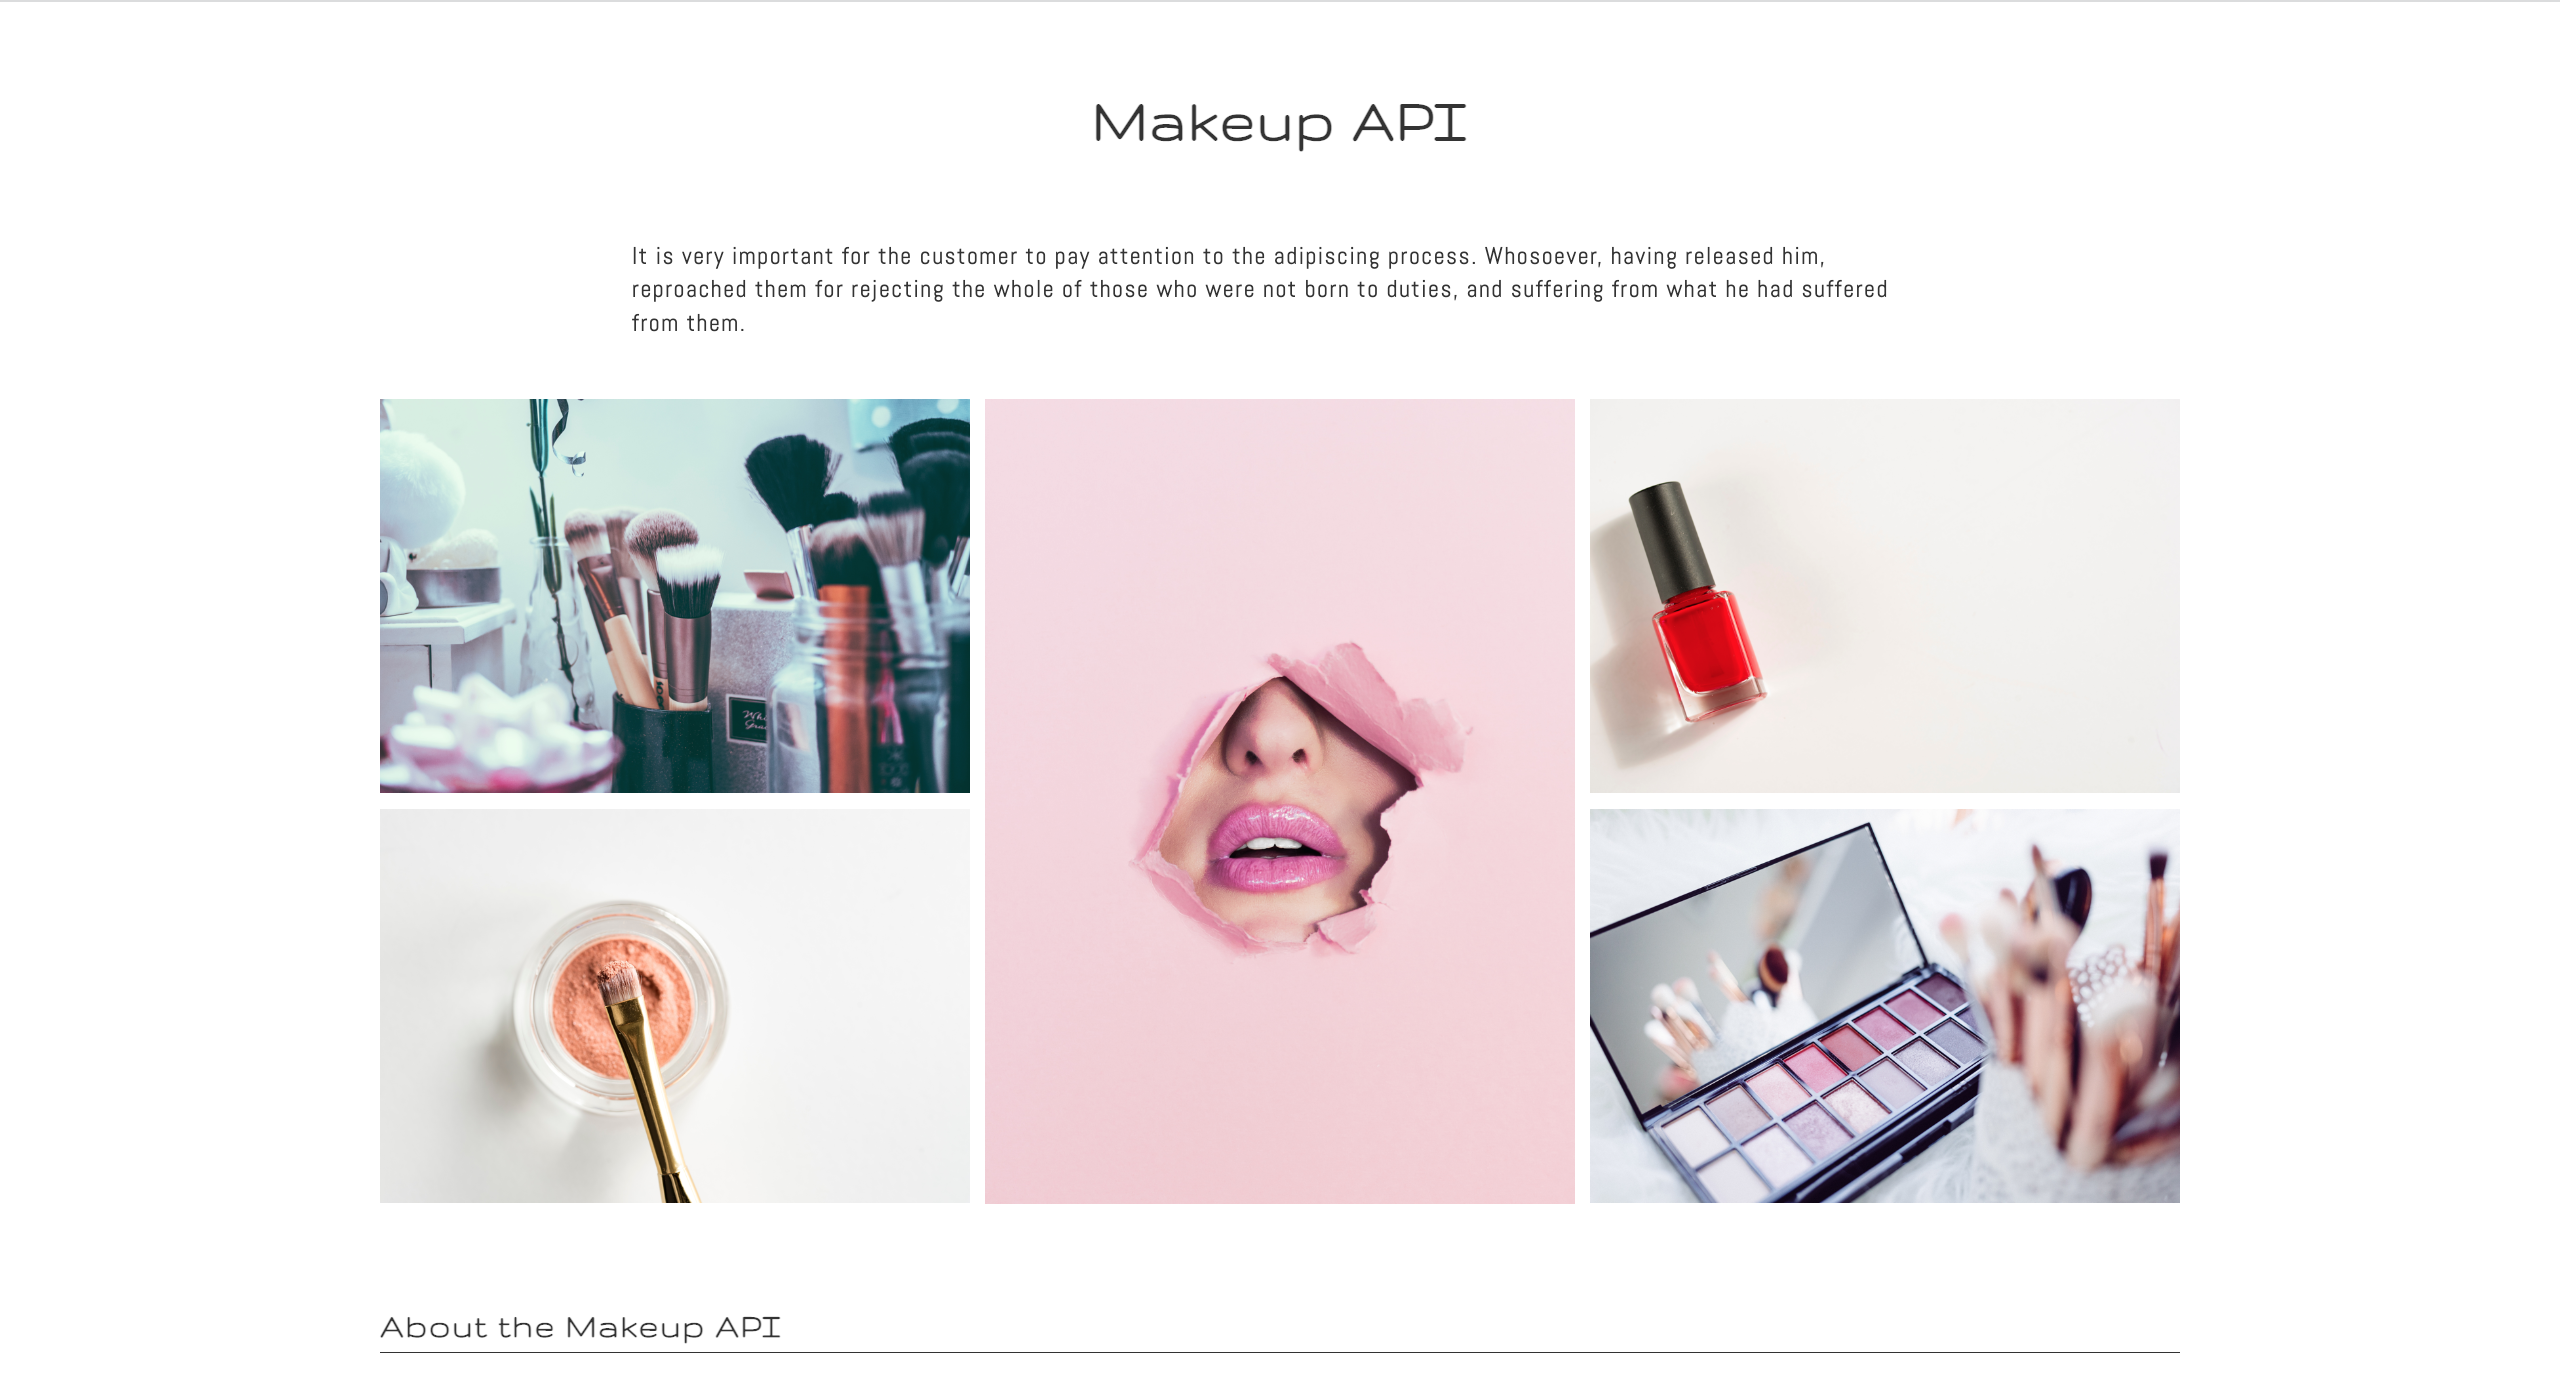 Makeup API
It is very important for the customer to pay attention to the adipiscing process. Whosoever, having released him,
reproached them for rejecting the whole of those who were not born to duties, and suffering from what he had suffered
from them.
About the Makeup API